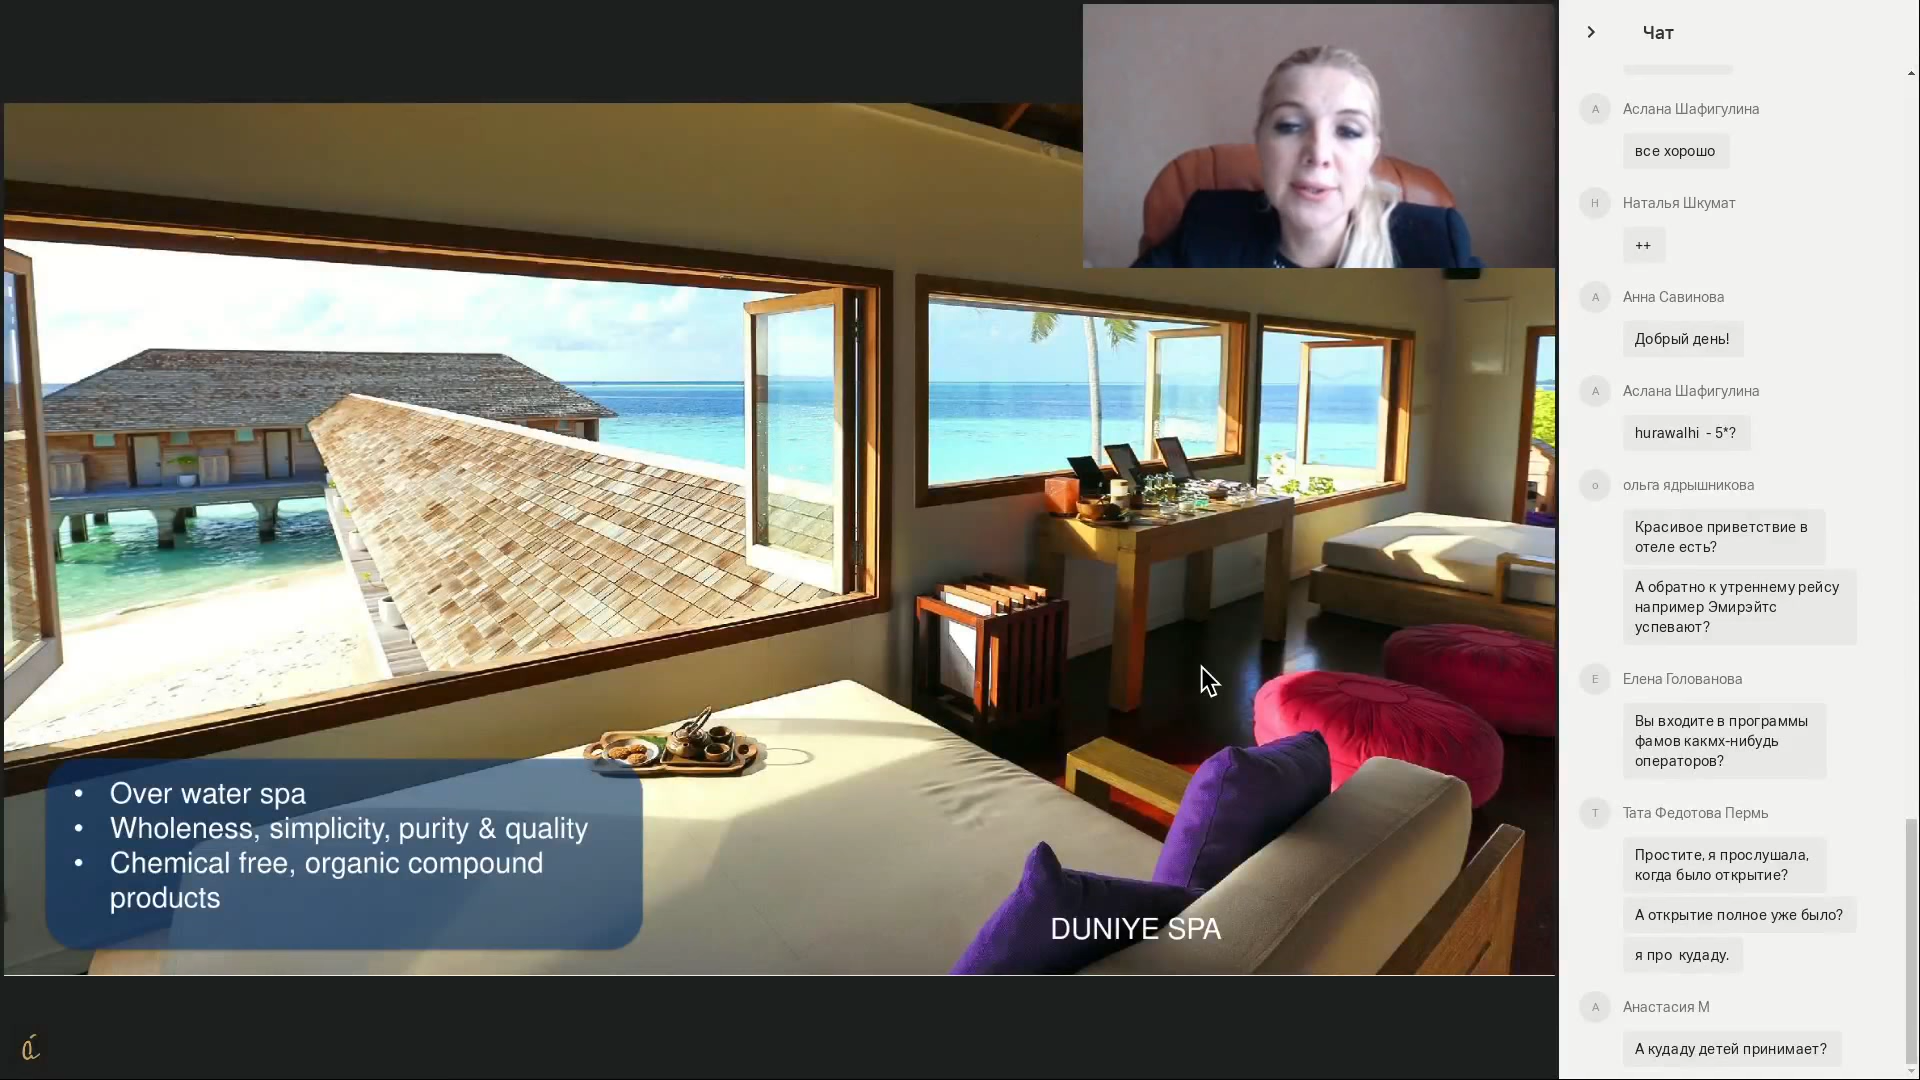 Over water spa
Wholeness, simplicity, purity & quality
Chemical free, organic compound
products
DUNIYE SPA
á
Чат
А
Аслана Шафигулина
все хорошо
Н
Наталья Шкумат
++
А
Анна Савинова
Добрый день!
А
Аслана Шафигулина
hurawalhi - 5*?
о
ольга ядрышникова
Красивое приветствие в
отеле есть?
А обратно к утреннему рейсу
например Эмирэйтс
успевают?
Е
Елена Голованова
Вы входите в программы
фамов какмх-нибудь
операторов?
Т
Тата Федотова Пермь
Простите, я прослушала,
когда было открытие?
А открытие полное уже было?
я про кудаду.
А
Анастасия М
А кудаду детей принимает?